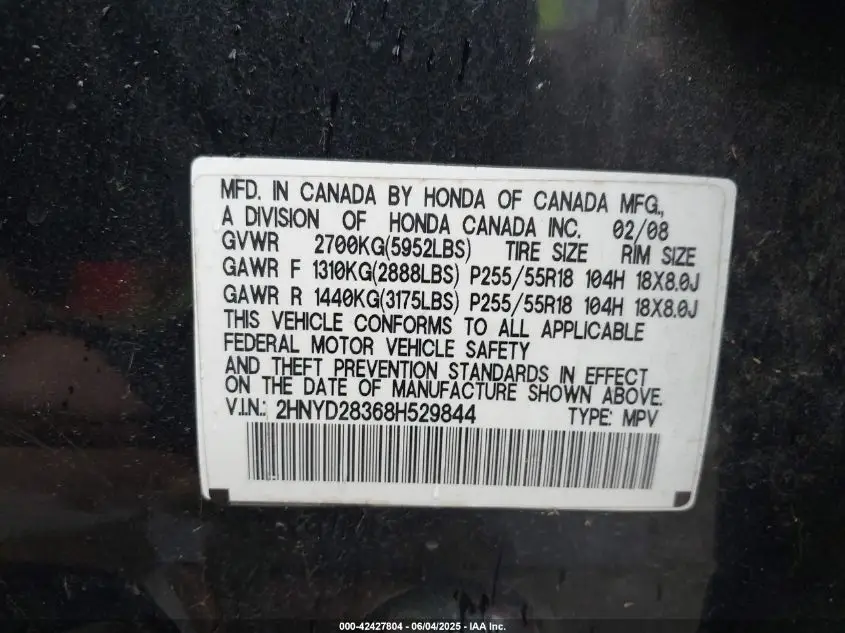 MFD. IN CANADA BY HONDA OF CANADA MFG.,
A DIVISION OF HONDA CANADA INC. 02/08
GVWR 2700KG(5952LBS) TIRE SIZE RIM SIZE
GAWR F 1310KG(2888LBS) P255/55R18 104H 18X8.0J
GAWR R 1440KG(3175LBS) P255/55R18 104H 18X8.0J
THIS VEHICLE CONFORMS TO ALL APPLICABLE
FEDERAL MOTOR VEHICLE SAFETY
AND THEFT PREVENTION STANDARDS IN EFFECT
ON THE DATE OF MANUFACTURE SHOWN ABOVE.
V.I.N.: 2HNYD28368H529844 TYPE: MPV
000-42427804 - 06/04/2025 - IAAI.com